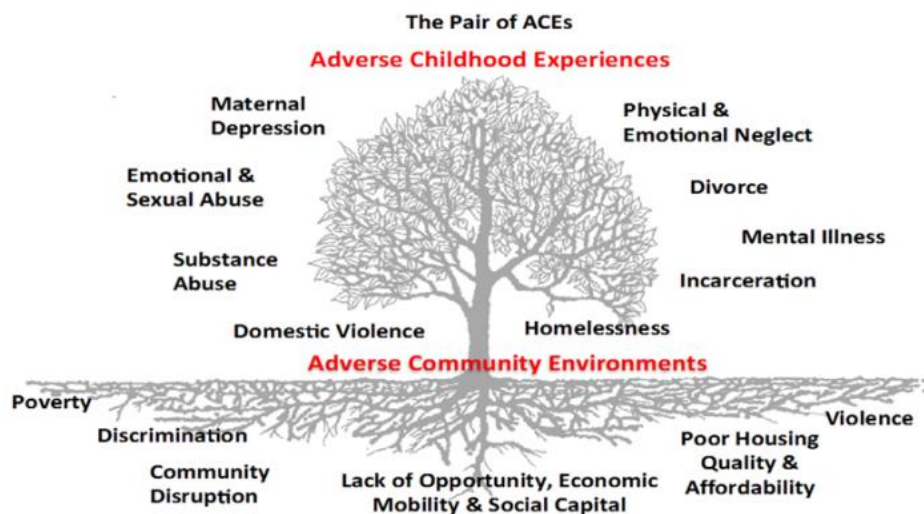 The Pair of ACEs
Adverse Childhood Experiences
Maternal
Depression
Physical &
Emotional Neglect
Emotional &
Sexual Abuse
Divorce
Mental Illness
Substance
Abuse
Incarceration
Domestic Violence
Homelessness
Adverse Community Environments
Poverty
Violence
Discrimination
Poor Housing
Quality &
Affordability
Community
Disruption
Lack of Opportunity, Economic
Mobility & Social Capital